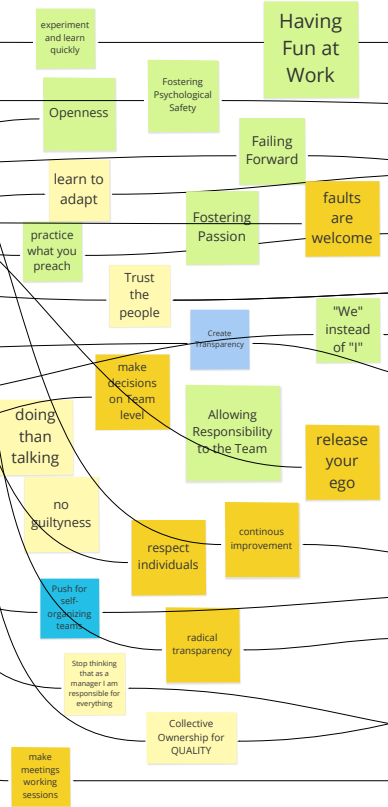 experiment
and learn
quickly
Having
Fun at
Work
Fostering
Psychological
Safety
Openness
Failing
Forward
learn to
adapt
faults
are
welcome
Fostering
Passion
practice
what you
preach
Trust
the
people
"We"
instead
of "I"
Create
Transparency
make
decisions
on Team
level
doing
than
talking
Allowing
Responsibility
to the Team
release
your
ego
no
guiltyness
continous
improvement
respect
individuals
Push for
self-
organizing
teams
radical
transparency
Stop thinking
that as a
manager I am
responsible for
everything
Collective
Ownership for
QUALITY
make
meetings
working
sessions